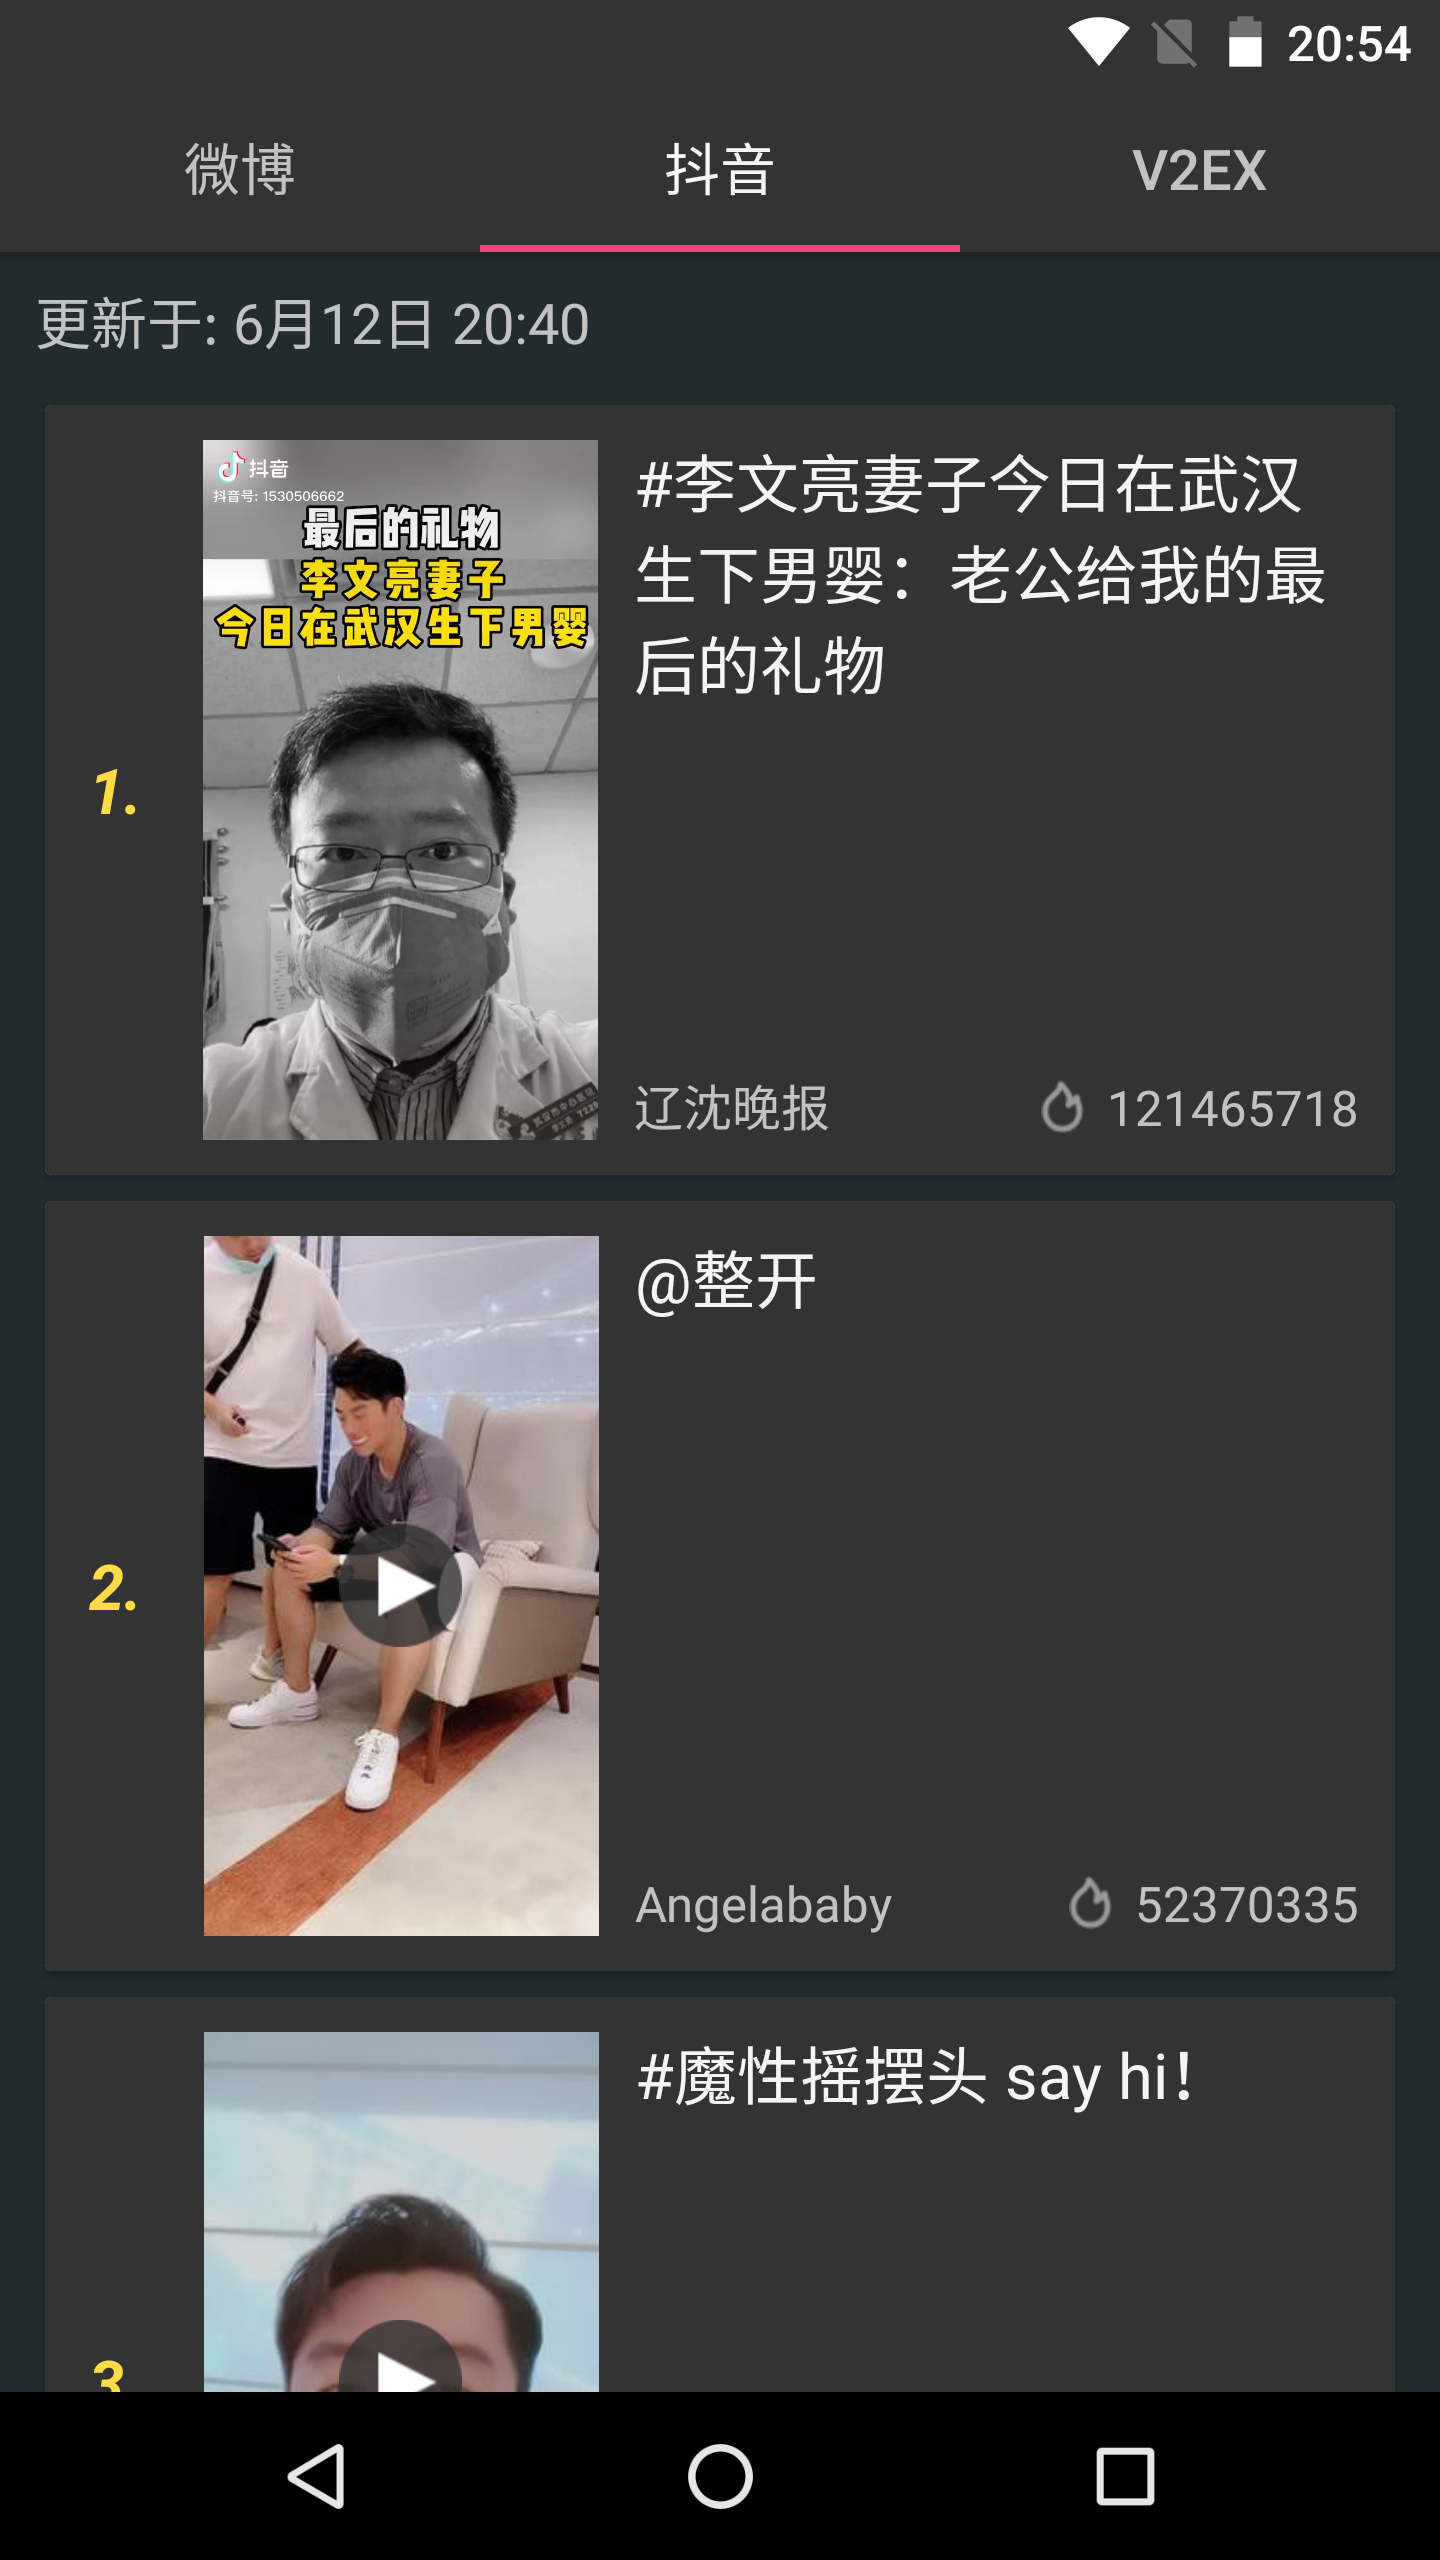 20:54
微博
抖音
V2EX
更新于: 6月12日 20:40
1.
抖音
抖音号: 1530506662
最后的礼物
李文亮妻子
今日在武汉生下男婴
#李文亮妻子今日在武汉
生下男婴：老公给我的最
后的礼物
辽沈晚报
121465718
2.
@整开
Angelababy
52370335
3
#魔性摇摆头 say hi！